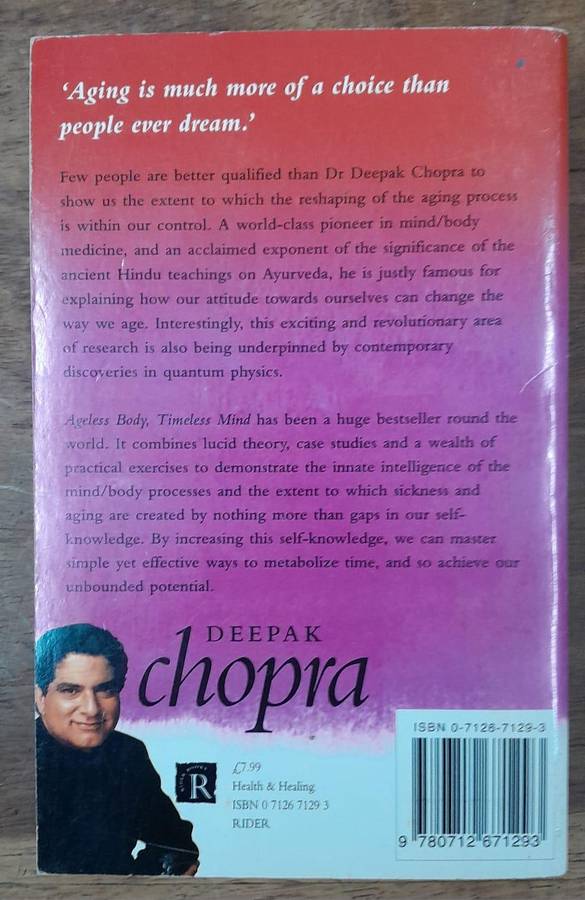 ‘Aging is much more of a choice than
people ever dream.’
Few people are better qualified than Dr Deepak Chopra to
show us the extent to which the reshaping of the aging process
is within our control. A world-class pioneer in mind/body
medicine, and an acclaimed exponent of the significance of the
ancient Hindu teachings on Ayurveda, he is justly famous for
explaining how our attitude towards ourselves can change the
way we age. Interestingly, this exciting and revolutionary area
of research is also being underpinned by contemporary
discoveries in quantum physics.
Ageless Body, Timeless Mind has been a huge bestseller round the
world. It combines lucid theory, case studies and a wealth of
practical exercises to demonstrate the innate intelligence of the
mind/body processes and the extent to which sickness and
aging are created by nothing more than gaps in our self-
knowledge. By increasing this self-knowledge, we can master
simple yet effective ways to metabolize time, and so achieve our
unbounded potential.
DEEPAK
chopra
R
£7.99
Health & Healing
ISBN 0 7126 7129 3
RIDER
ISBN 0-7126-7129-3
9 780712 671293